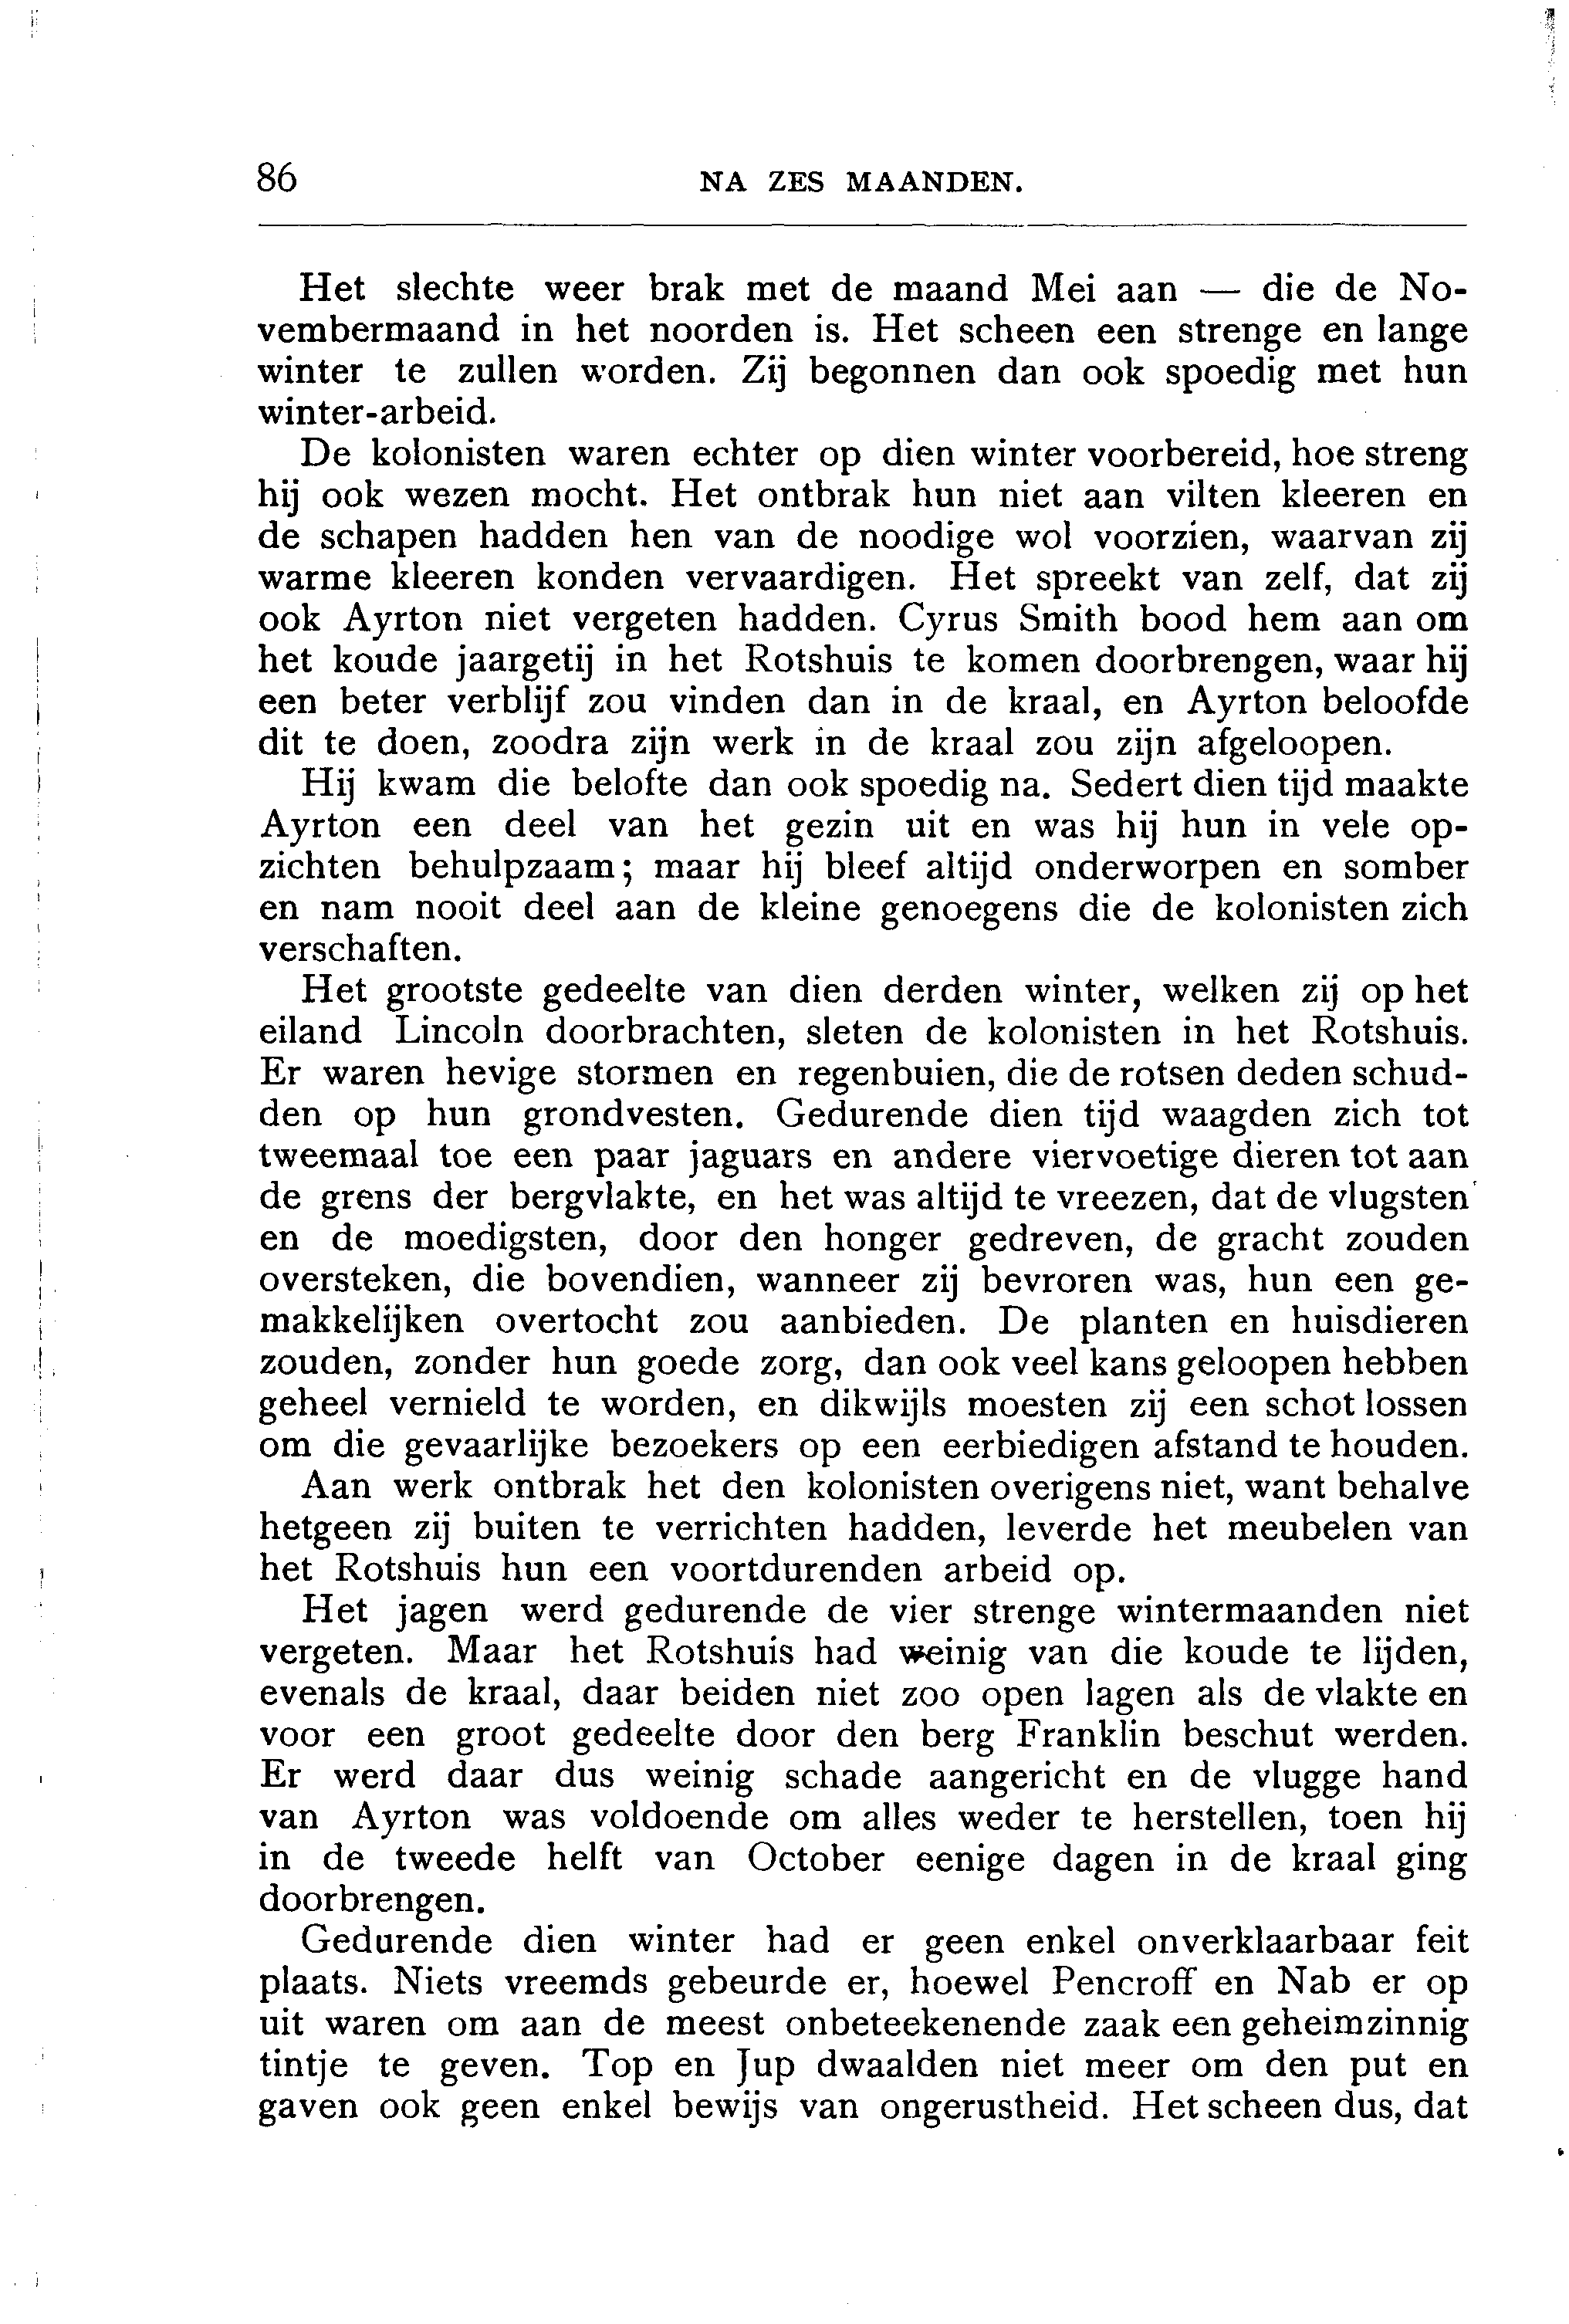 86
NA ZES MAANDEN.
Het slechte weer brak met de maand Mei aan — die de No-
vembermaand in het noorden is. Het scheen een strenge en lange
winter te zullen worden. Zij begonnen dan ook spoedig met hun
winter-arbeid.
De kolonisten waren echter op dien winter voorbereid, hoe streng
hij ook wezen mocht. Het ontbrak hun niet aan vilten kleeren en
de schapen hadden hen van de noodige wol voorzien, waarvan zij
warme kleeren konden vervaardigen. Het spreekt van zelf, dat zij
ook Ayrton niet vergeten hadden. Cyrus Smith bood hem aan om
het koude jaargetij in het Rotshuis te komen doorbrengen, waar hij
een beter verblijf zou vinden dan in de kraal, en Ayrton beloofde
dit te doen, zoodra zijn werk in de kraal zou zijn afgeloopen.
Hij kwam die belofte dan ook spoedig na. Sedert dien tijd maakte
Ayrton een deel van het gezin uit en was hij hun in vele op-
zichten behulpzaam; maar hij bleef altijd onderworpen en somber
en nam nooit deel aan de kleine genoegens die de kolonisten zich
verschaften.
Het grootste gedeelte van dien derden winter, welken zij op het
eiland Lincoln doorbrachten, sleten de kolonisten in het Rotshuis.
Er waren hevige stormen en regenbuien, die de rotsen deden schud-
den op hun grondvesten. Gedurende dien tijd waagden zich tot
tweemaal toe een paar jaguars en andere viervoetige dieren tot aan
de grens der bergvlakte, en het was altijd te vreezen, dat de vlugsten
en de moedigsten, door den honger gedreven, de gracht zouden
oversteken, die bovendien, wanneer zij bevroren was, hun een ge-
makkelijken overtocht zou aanbieden. De planten en huisdieren
zouden, zonder hun goede zorg, dan ook veel kans geloopen hebben
geheel vernield te worden, en dikwijls moesten zij een schot lossen
om die gevaarlijke bezoekers op een eerbiedigen afstand te houden.
Aan werk ontbrak het den kolonisten overigens niet, want behalve
hetgeen zij buiten te verrichten hadden, leverde het meubelen van
het Rotshuis hun een voortdurenden arbeid op.
Het jagen werd gedurende de vier strenge wintermaanden niet
vergeten. Maar het Rotshuis had weinig van die koude te lijden,
evenals de kraal, daar beiden niet zoo open lagen als de vlakte en
voor een groot gedeelte door den berg Franklin beschut werden.
Er werd daar dus weinig schade aangericht en de vlugge hand
van Ayrton was voldoende om alles weder te herstellen, toen hij
in de tweede helft van October eenige dagen in de kraal ging
doorbrengen.
Gedurende dien winter had er geen enkel onverklaarbaar feit
plaats. Niets vreemds gebeurde er, hoewel Pencroff en Nab er op
uit waren om aan de meest onbeteekenende zaak een geheimzinnig
tintje te geven. Top en Jup dwaalden niet meer om den put en
gaven ook geen enkel bewijs van ongerustheid. Het scheen dus, dat